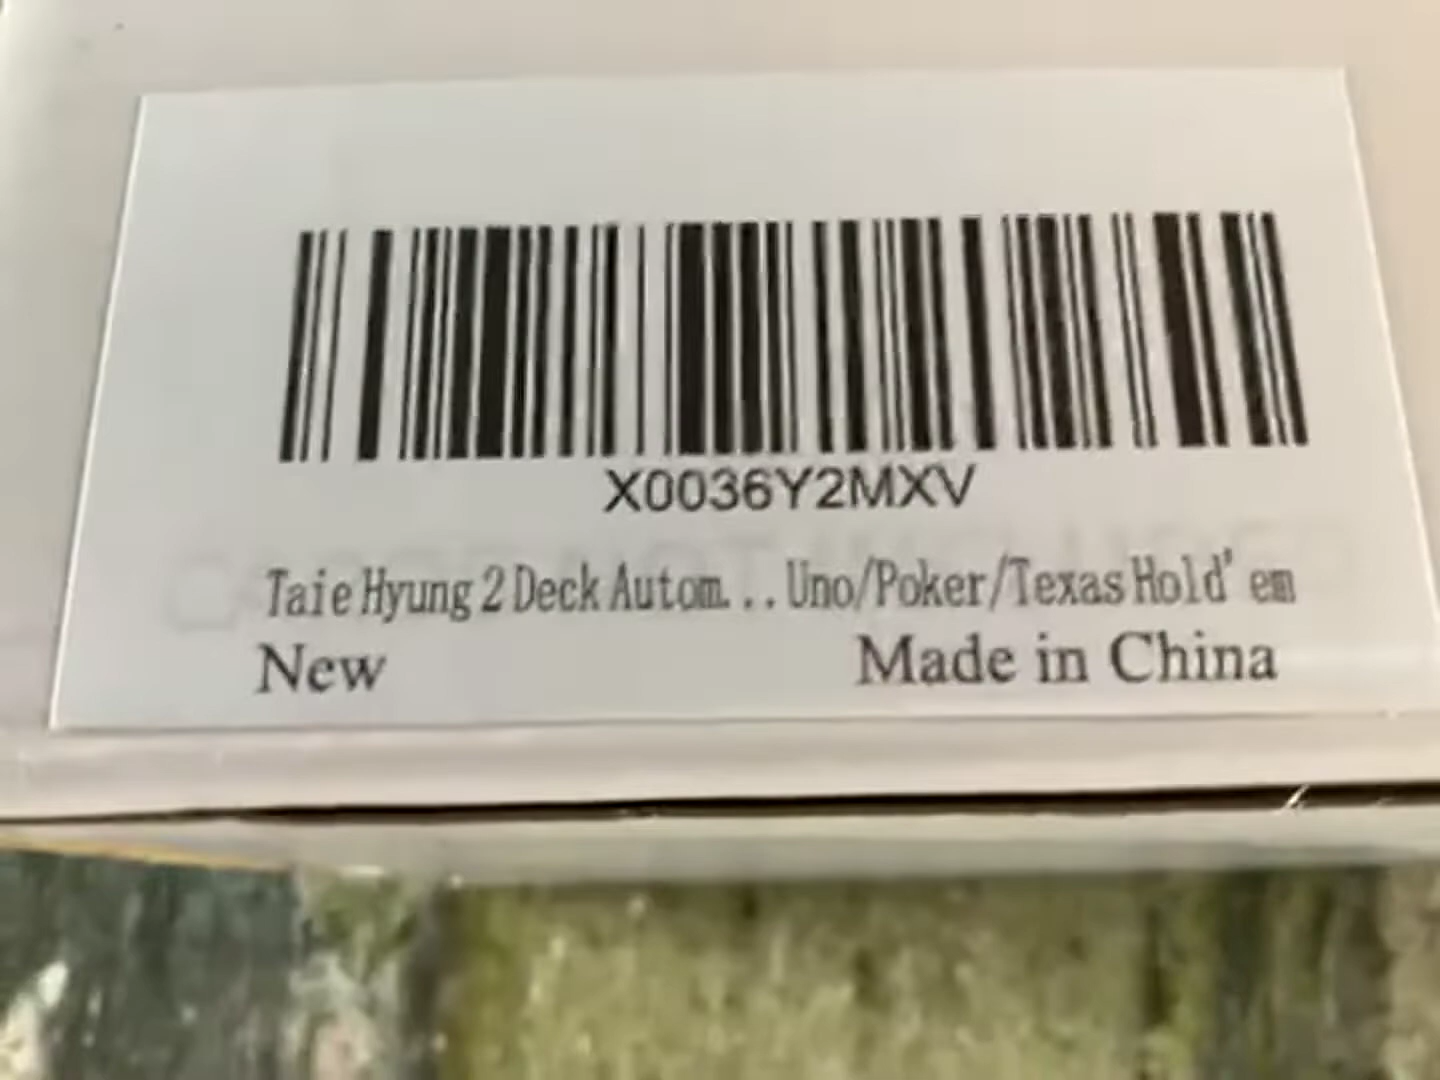 X0036Y2MXV
Taie Hyung 2 Deck Autom...Uno/Poker/Texas Hold'em
New Made in China